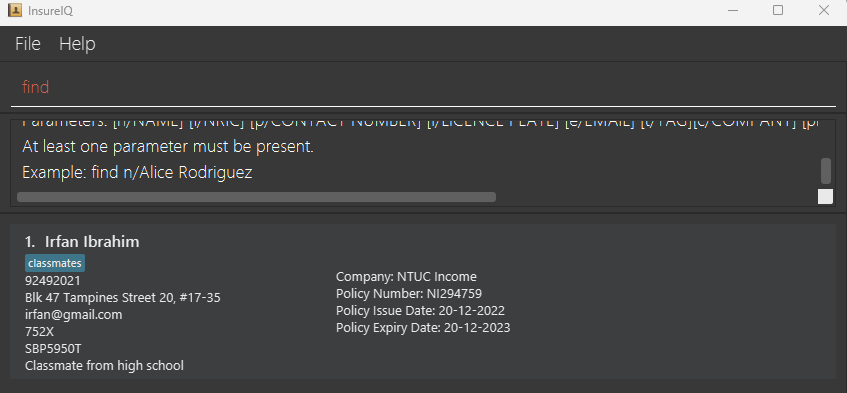 InsureIQ
File Help
find
Parameters: [n/NAME] [i/NRIC] [p/CONTACT NUMBER] [l/LICENCE PLATE] [e/EMAIL] [t/TAG][c/COMPANY]
At least one parameter must be present.
Example: find n/Alice Rodriguez
1. Irfan Ibrahim
classmates
92492021
Blk 47 Tampines Street 20, #17-35
irfan@gmail.com
752X
SBP5950T
Classmate from high school
Company: NTUC Income
Policy Number: NI294759
Policy Issue Date: 20-12-2022
Policy Expiry Date: 20-12-2023